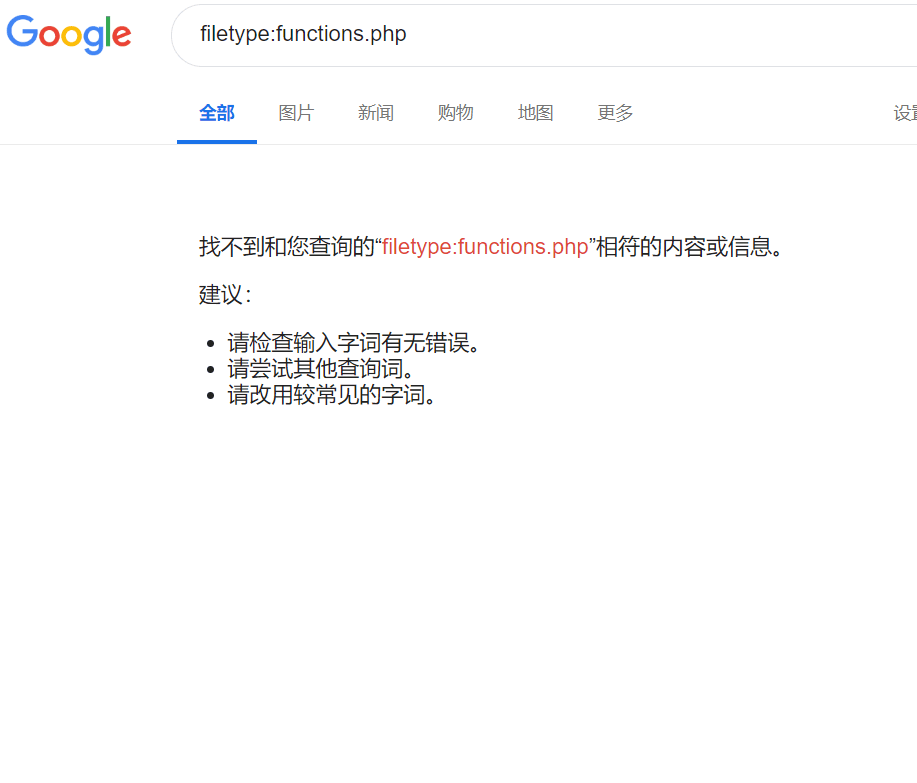 Google
filetype:functions.php
全部 图片 新闻 购物 地图 更多 设置
找不到和您查询的“filetype:functions.php”相符的内容或信息。
建议：
请检查输入字词有无错误。
请尝试其他查询词。
请改用较常见的字词。